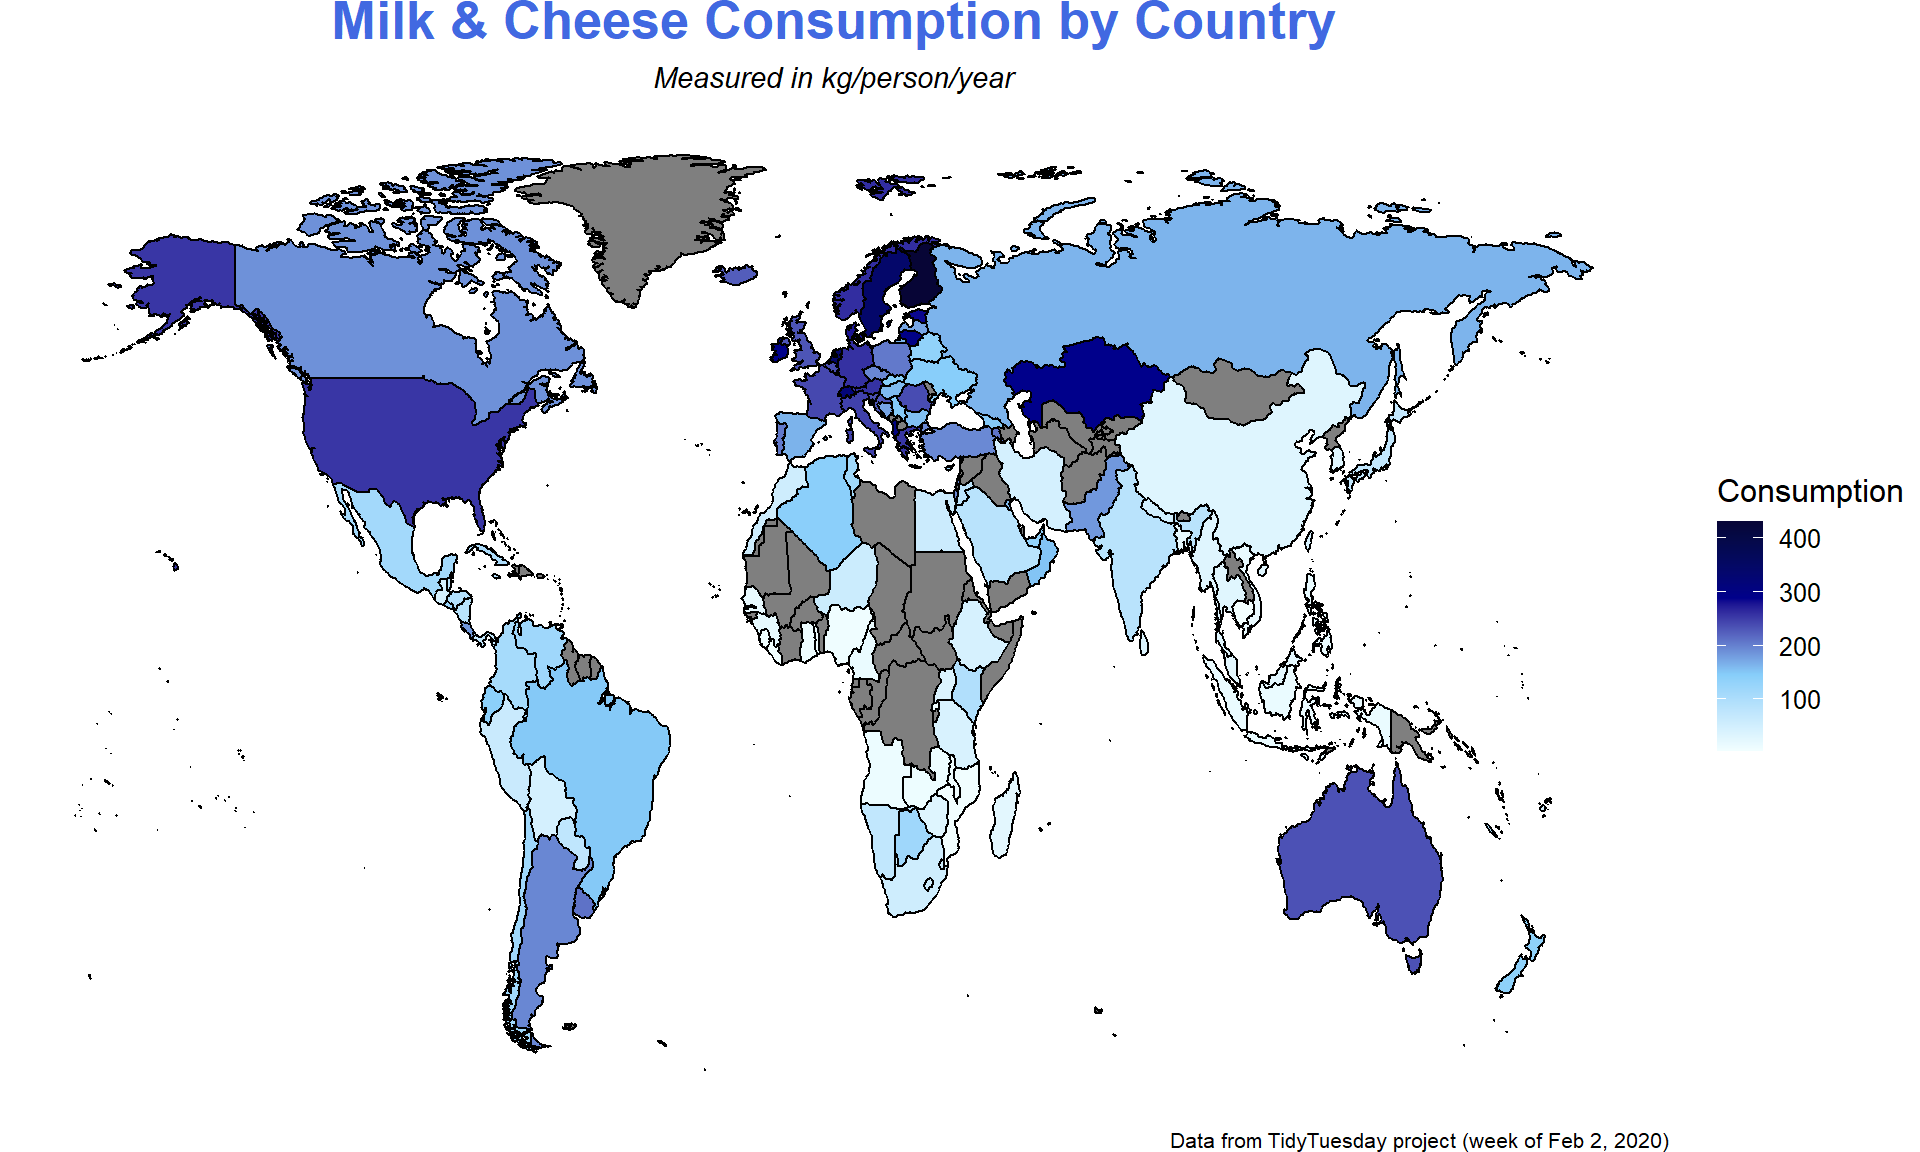 Milk & Cheese Consumption by Country
Measured in kg/person/year
Consumption
400
300
200
100
Data from TidyTuesday project (week of Feb 2, 2020)